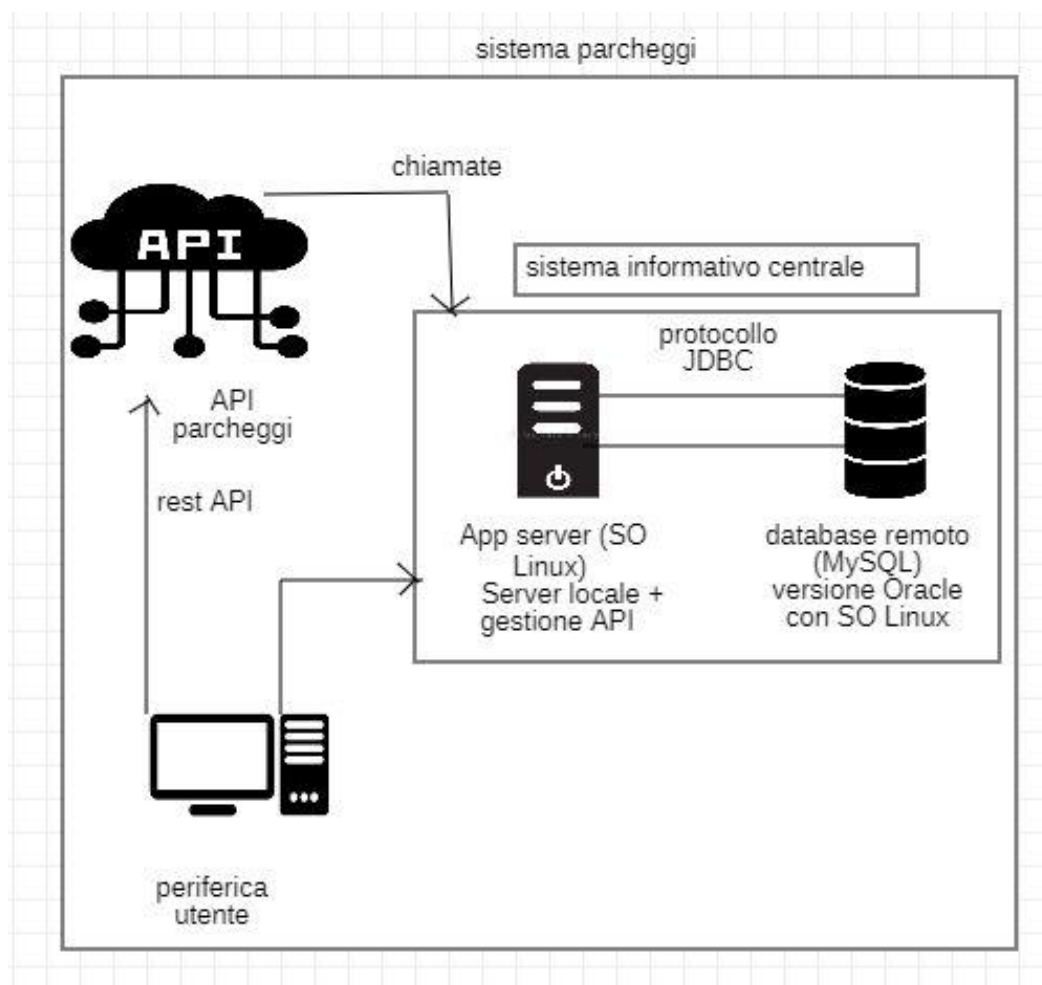 sistema parcheggi
chiamate
API
sistema informativo centrale
protocollo
JDBC
API
parcheggi
rest API
App server (SO
Linux)
Server locale +
gestione API
database remoto
(MySQL)
versione Oracle
con SO Linux
periferica
utente